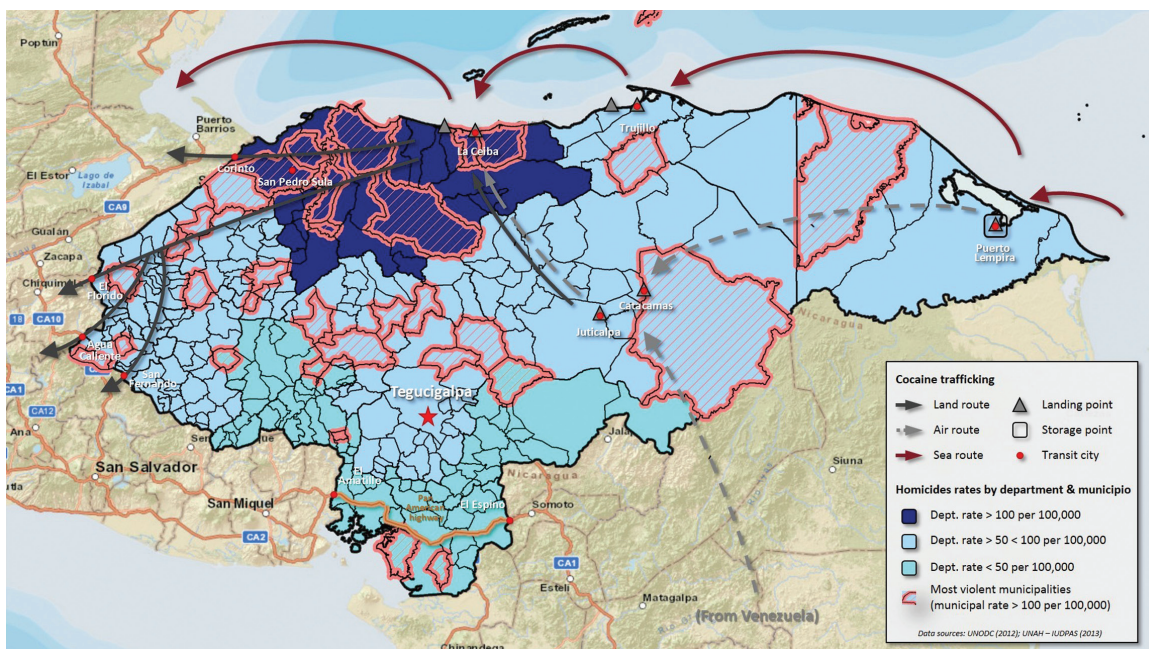 Poptún
Puerto
Barrios
El Estor
Lago de
Izabal
CA9
Corinto
San Pedro Sula
La Ceiba
Trujillo
Puerto
Lempira
Gualán
Zacapa
Chiquimula
El
Florido
18
CA10
Agua
Caliente
San
Fernando
CA1
CA12
Ana
San Salvador
San Miguel
CA2
Catacamas
Juticalpa
Nicaragua
Tegucigalpa
El
Amatillo
Pan
American
highway
El Espino
Nicaragua
Somoto
CA1
Esteli
Matagalpa
Siuna
Chinandega
(From Venezuela)
Cocaine trafficking
Land route
Landing point
Air route
Storage point
Sea route
Transit city
Homicides rates by department & municipio
Dept. rate > 100 per 100,000
Dept. rate > 50 < 100 per 100,000
Dept. rate < 50 per 100,000
Most violent municipalities
(municipal rate > 100 per 100,000)
Data sources: UNODC (2012); UNAH – IUDPAS (2013)